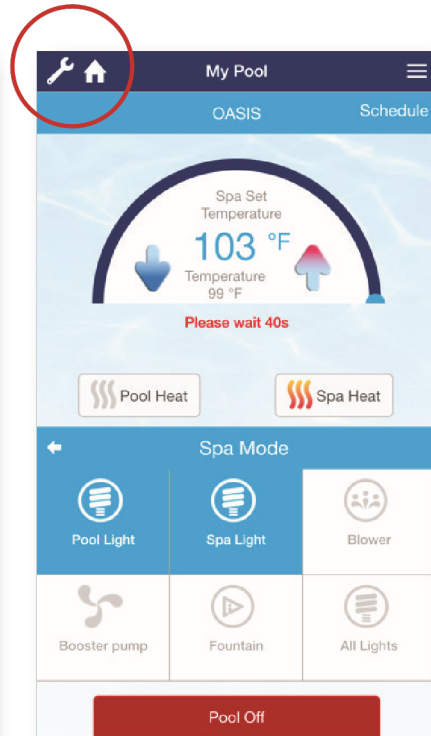 My Pool
OASIS
Schedule
Spa Set
Temperature
103 °F
Temperature
99 °F
Please wait 40s
Pool Heat
Spa Heat
Spa Mode
Pool Light
Spa Light
Blower
Booster pump
Fountain
All Lights
Pool Off